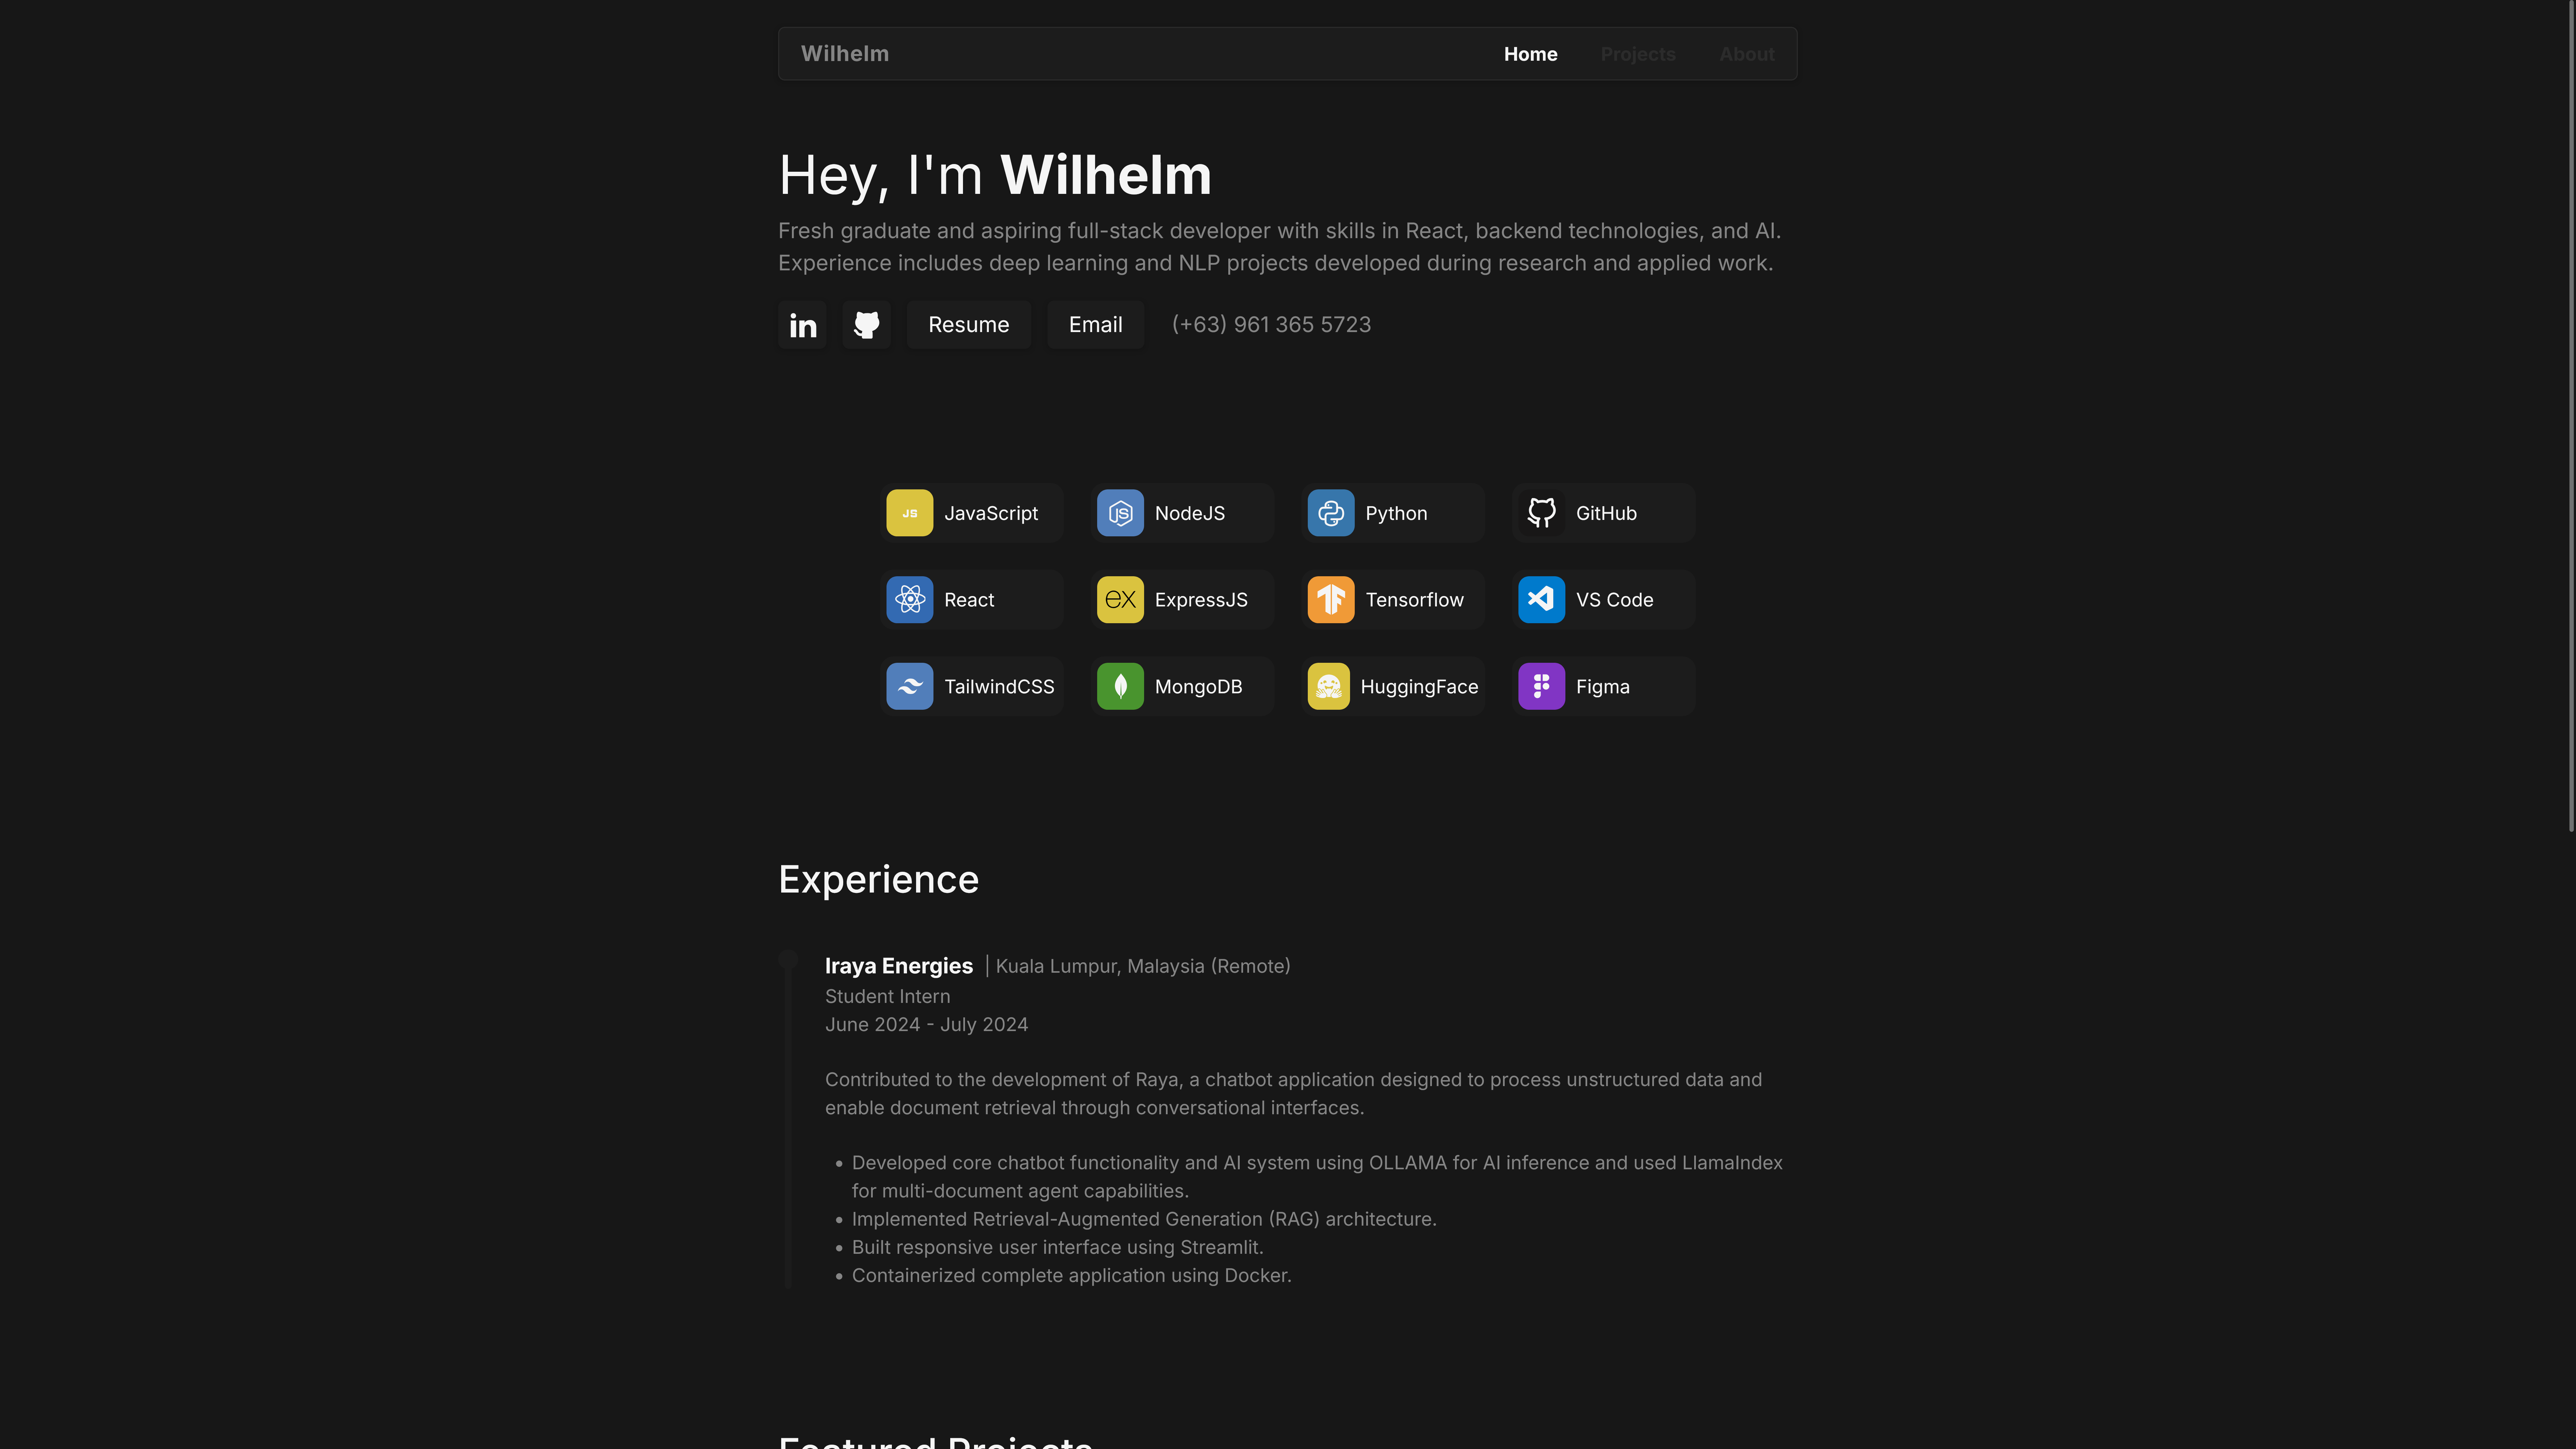 Wilhelm
Home
Projects
About
Hey, I'm Wilhelm
Fresh graduate and aspiring full-stack developer with skills in React, backend technologies, and AI.
Experience includes deep learning and NLP projects developed during research and applied work.
in
Resume
Email
(+63) 961 365 5723
JS JavaScript
JS NodeJS
Python
GitHub
React
ex ExpressJS
Tensorflow
VS Code
TailwindCSS
MongoDB
HuggingFace
Figma
Experience
Iraya Energies | Kuala Lumpur, Malaysia (Remote)
Student Intern
June 2024 - July 2024
Contributed to the development of Raya, a chatbot application designed to process unstructured data and
enable document retrieval through conversational interfaces.
• Developed core chatbot functionality and AI system using OLLAMA for AI inference and used LlamaIndex
for multi-document agent capabilities.
• Implemented Retrieval-Augmented Generation (RAG) architecture.
• Built responsive user interface using Streamlit.
• Containerized complete application using Docker.
Featured Projects